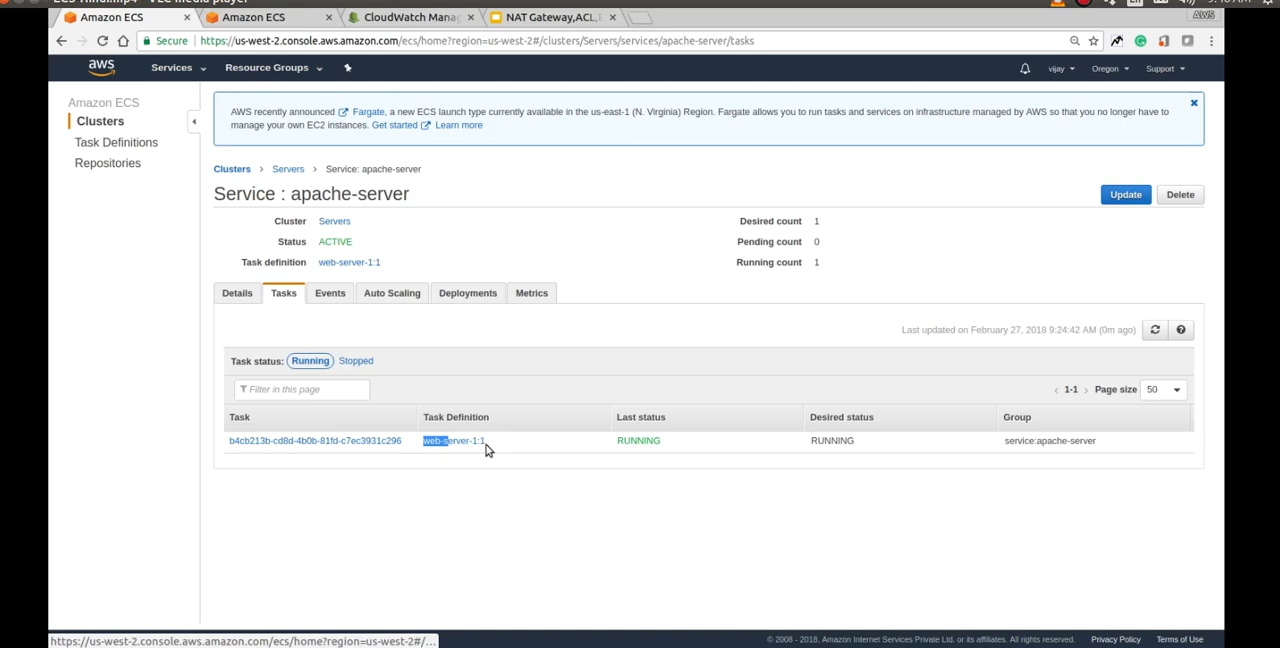 Amazon ECS
Amazon ECS
CloudWatch Mana
NAT Gateway,ACL,
AWS
Secure
https://us-west-2.console.aws.amazon.com/ecs/home?region=us-west-2#/clusters/Servers/services/apache-server/tasks
aws
Services
Resource Groups
vijay
Oregon
Support
Amazon ECS
Clusters
Task Definitions
Repositories
AWS recently announced Fargate, a new ECS launch type currently available in the us-east-1 (N. Virginia) Region. Fargate allows you to run tasks and services on infrastructure managed by AWS so that you no longer have to
manage your own EC2 instances. Get started Learn more
Clusters > Servers > Service: apache-server
Service : apache-server
Update
Delete
Cluster Servers
Desired count 1
Status ACTIVE
Pending count 0
Task definition web-server-1:1
Running count 1
Details
Tasks
Events
Auto Scaling
Deployments
Metrics
Last updated on February 27, 2018 9:24:42 AM (0m ago)
Task status: Running Stopped
Filter in this page
1-1 Page size 50
Task
Task Definition
Last status
Desired status
Group
b4cb213b-cd8d-4b0b-81fd-c7ec3931c296
web-server-1:1
RUNNING
RUNNING
service:apache-server
https://us-west-2.console.aws.amazon.com/ecs/home?region=us-west-2#/...
© 2008 - 2018, Amazon Internet Services Private Ltd. or its affiliates. All rights reserved.
Privacy Policy
Terms of Use